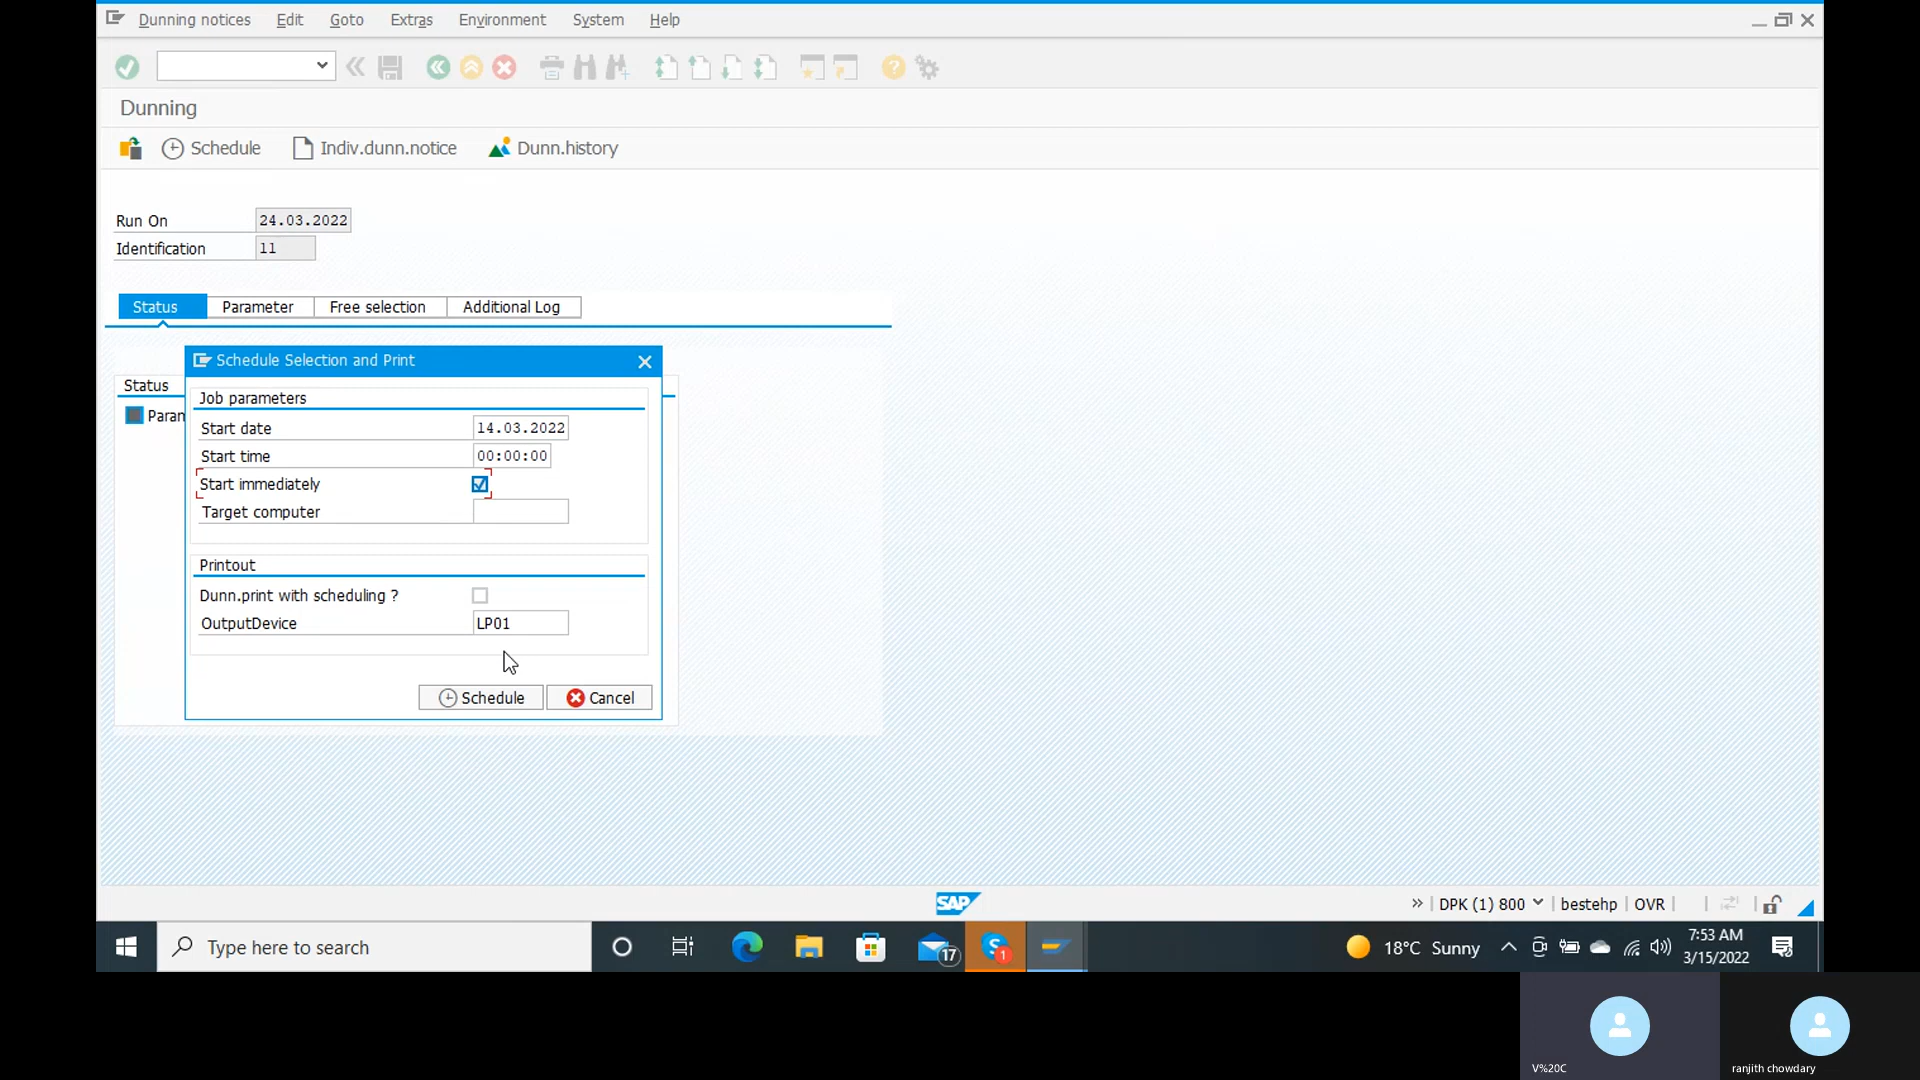 Dunning notices Edit Goto Extras Environment System Help
Dunning
Schedule Indiv.dunn.notice Dunn.history
Run On 24.03.2022
Identification 11
Status Parameter Free selection Additional Log
Schedule Selection and Print
Status
Param
Job parameters
Start date 14.03.2022
Start time 00:00:00
Start immediately
Target computer
Printout
Dunn.print with scheduling ?
OutputDevice LP01
Schedule Cancel
SAP
DPK (1) 800 bestehp OVR
Type here to search
17
1
18°C Sunny
7:53 AM
3/15/2022
V%20C
ranjith chowdary